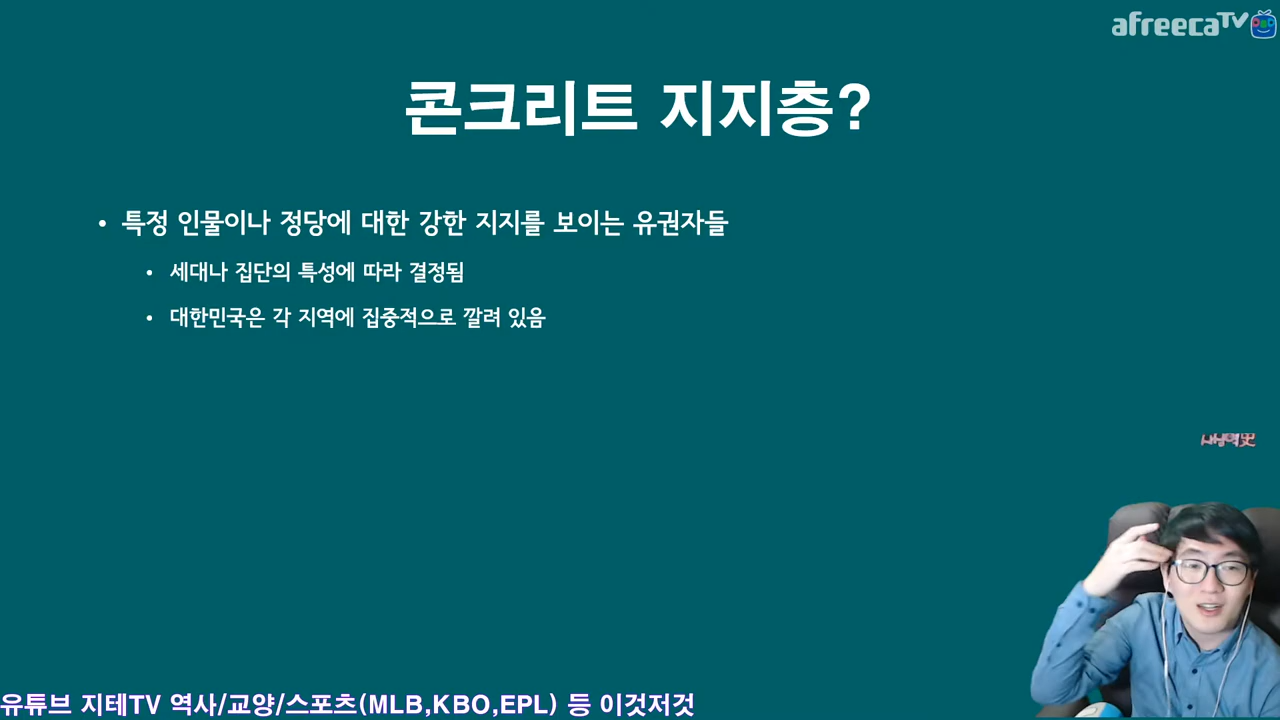 afreecaTV
콘크리트 지지층?
• 특정 인물이나 정당에 대한 강한 지지를 보이는 유권자들
• 세대나 집단의 특성에 따라 결정됨
• 대한민국은 각 지역에 집중적으로 깔려 있음
유튜브 지테TV 역사/교양/스포츠(MLB,KBO,EPL) 등 이것저것